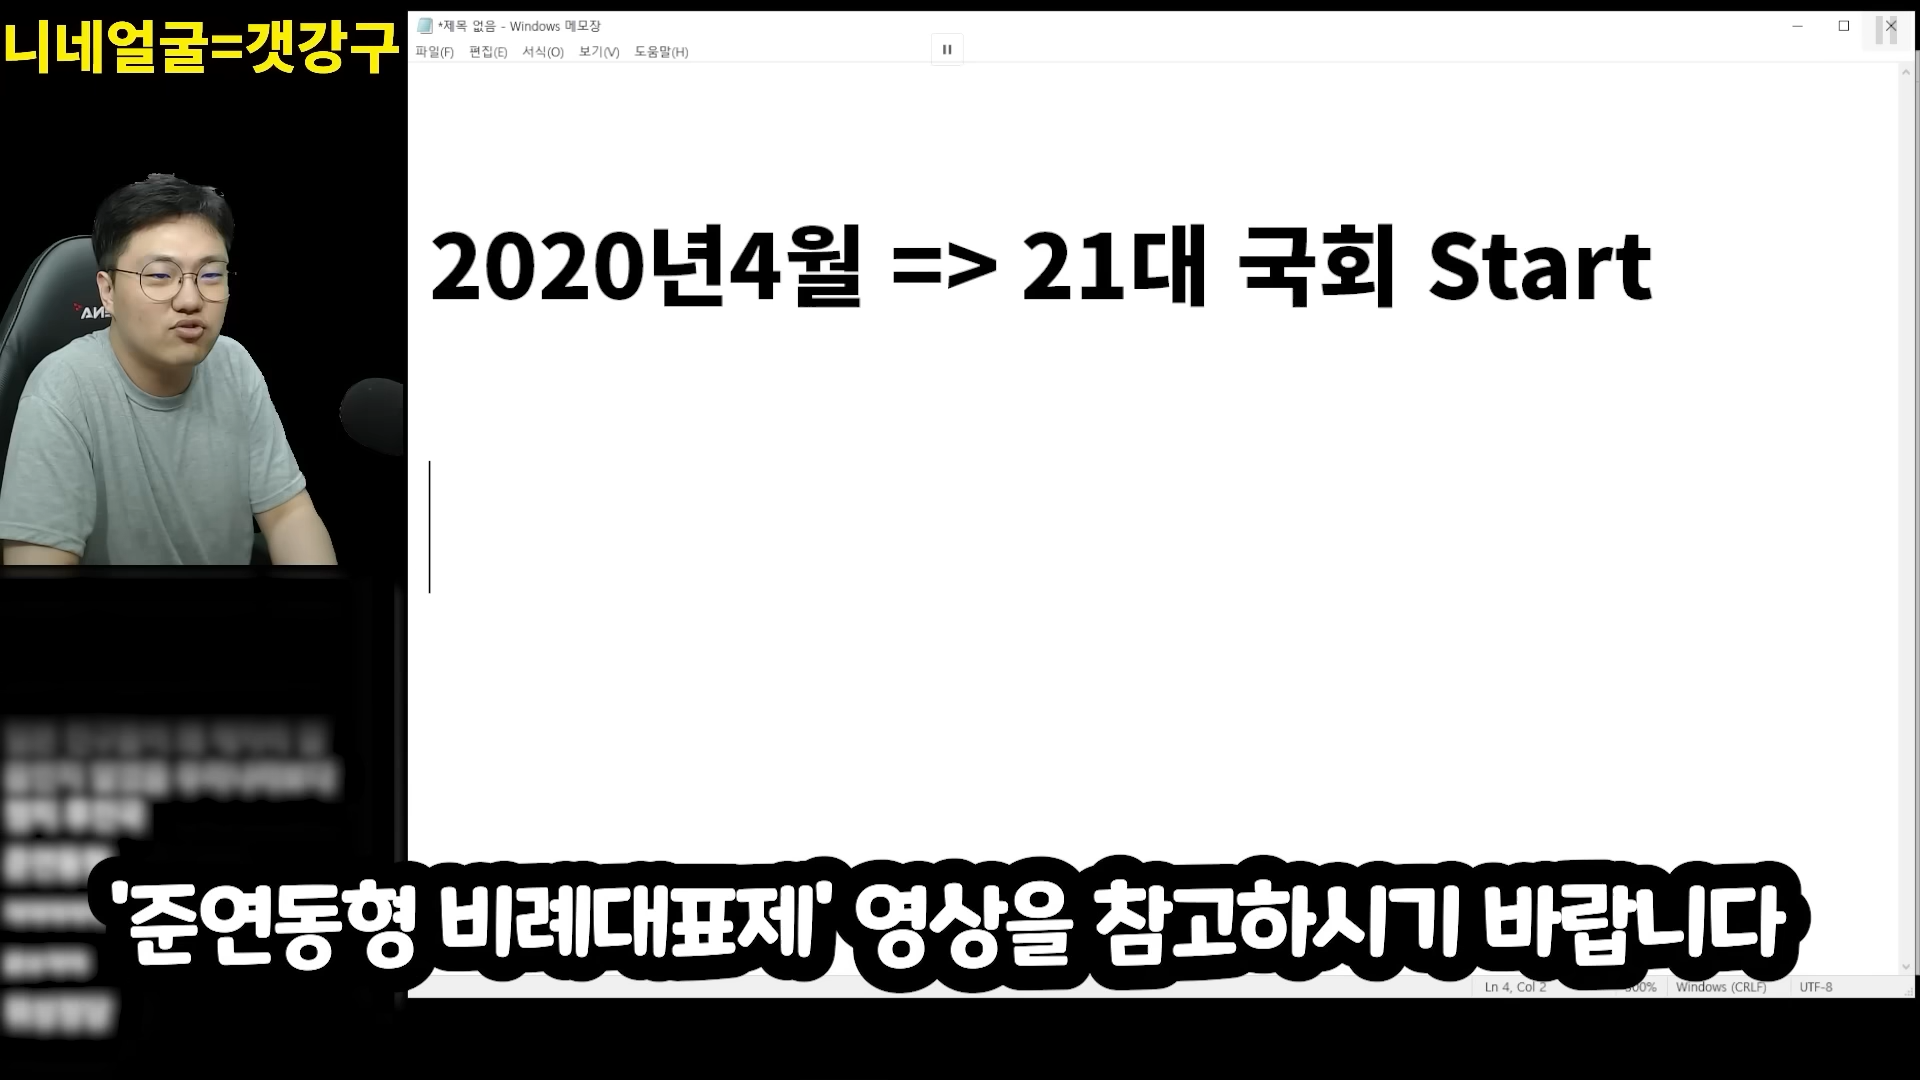 니네얼굴=갯강구
*제목 없음 - Windows 메모장
파일(F) 편집(E) 서식(O) 보기(V) 도움말(H)
2020년4월 => 21대 국회 Start
'준연동형 비례대표제' 영상을 참고하시기 바랍니다
Ln 4, Col 2 Windows (CRLF) UTF-8